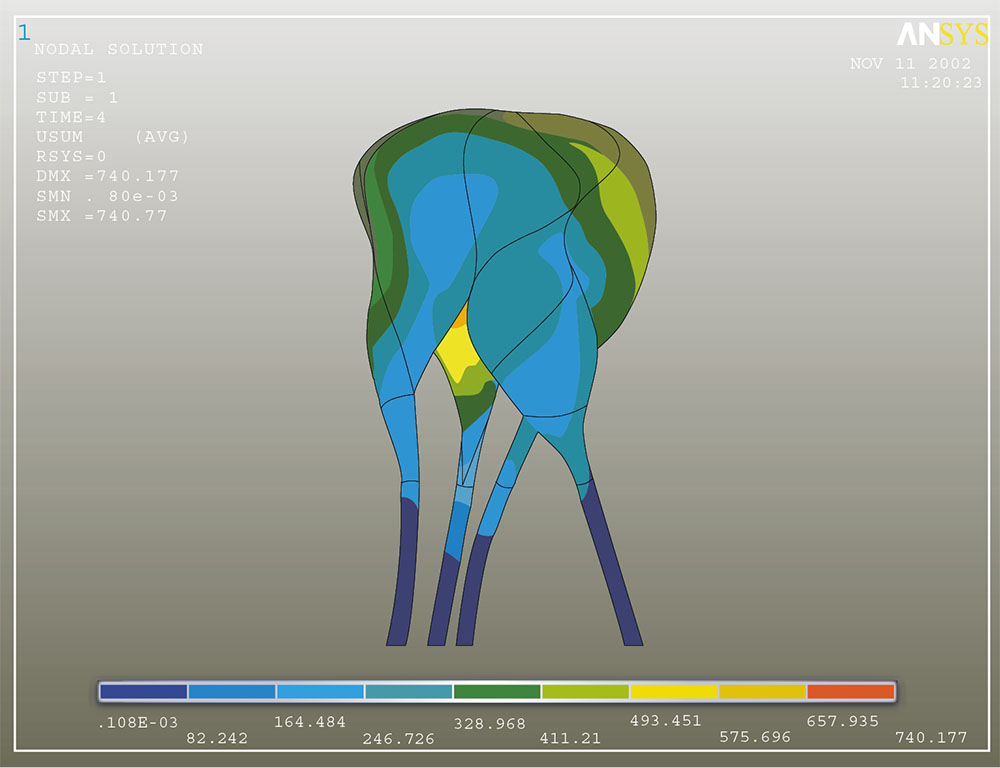 1
ANSYS
NODAL SOLUTION
NOV 11 2002
11:20:23
STEP=1
SUB = 1
TIME=4
USUM (AVG)
RSYS=0
DMX =740.177
SMN . 80e-03
SMX =740.77
.108E-03 164.484 328.968 493.451 657.935
82.242 246.726 411.21 575.696 740.177